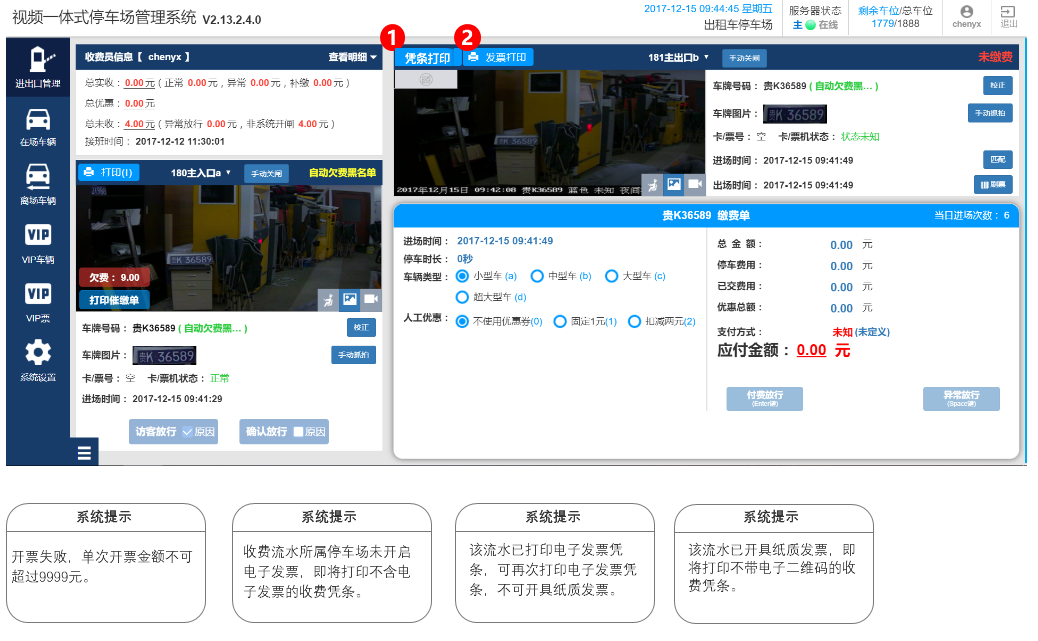 视频一体式停车场管理系统 V2.13.2.4.0
2017-12-15 09:44:45 星期五
出租车停车场
服务器状态
主 在线
剩余车位/总车位
1779/1888
chenyx
退出
进出口管理
在场车辆
离场车辆
VIP
VIP车辆
VIP
VIP票
系统设置
收费员信息【 chenyx 】
查看明细
总实收： 0.00元 ( 正常 0.00元 , 异常 0.00元 , 补缴 0.00元 )
总优惠： 0.00元
总未收： 4.00元 ( 异常放行 0.00元 , 非系统开闸 4.00元 )
接班时间： 2017-12-12 11:30:01
打印(I)
180主入口a
手动关闸
自动欠费黑名单
贵K 36589
欠费： 9.00
打印催缴单
车牌号码： 贵K36589 ( 自动欠费黑... )
校正
车牌图片：
贵K 36589
手动抓拍
卡/票号： 空 卡/票机状态： 正常
进场时间： 2017-12-15 09:41:29
访客放行 原因
确认放行 原因
1
2
凭条打印
发票打印
181主出口b
手动关闸
未缴费
贵K 36589
2017年12月15日 09:42:08 贵K36589 蓝色 未知 夜间
车牌号码： 贵K36589 ( 自动欠费黑... )
校正
车牌图片：
贵K 36589
手动抓拍
卡/票号： 空 卡/票机状态： 状态未知
进场时间： 2017-12-15 09:41:49
匹配
出场时间： 2017-12-15 09:41:49
刷票
贵K36589 缴费单
当日进场次数： 6
进场时间： 2017-12-15 09:41:49
停车时长： 0秒
车辆类型： 小型车 (a) 中型车 (b) 大型车 (c)
超大型车 (d)
人工优惠： 不使用优惠券(0) 固定1元(1) 扣减两元(2)
总 金 额： 0.00 元
停车费用： 0.00 元
已交费用： 0.00 元
优惠总额： 0.00 元
支付方式： 未知 (未定义)
应付金额： 0.00 元
付费放行
(Enter键)
异常放行
(Space键)
系统提示
开票失败，单次开票金额不可
超过9999元。
系统提示
收费流水所属停车场未开启
电子发票，即将打印不含电
子发票的收费凭条。
系统提示
该流水已打印电子发票凭
条，可再次打印电子发票凭
条，不可开具纸质发票。
系统提示
该流水已开具纸质发票，即
将打印不带电子二维码的收
费凭条。